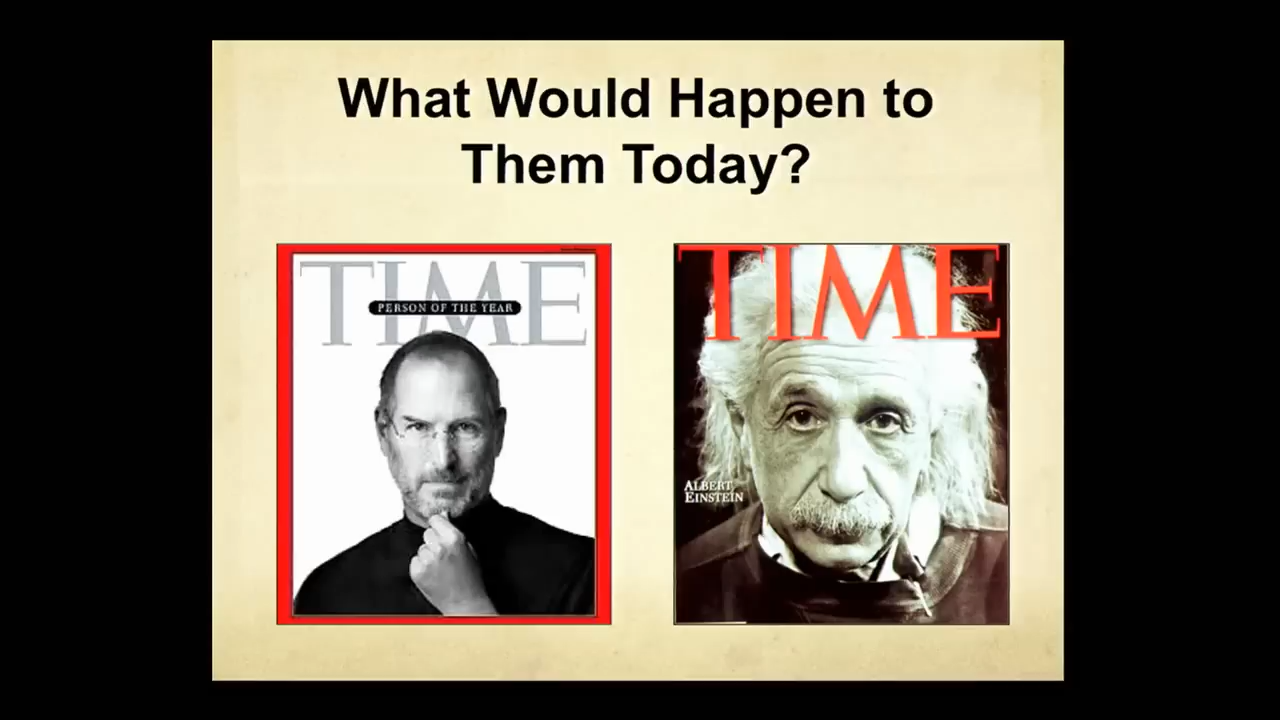 What Would Happen to
Them Today?
TIME
PERSON OF THE YEAR
TIME
ALBERT
EINSTEIN